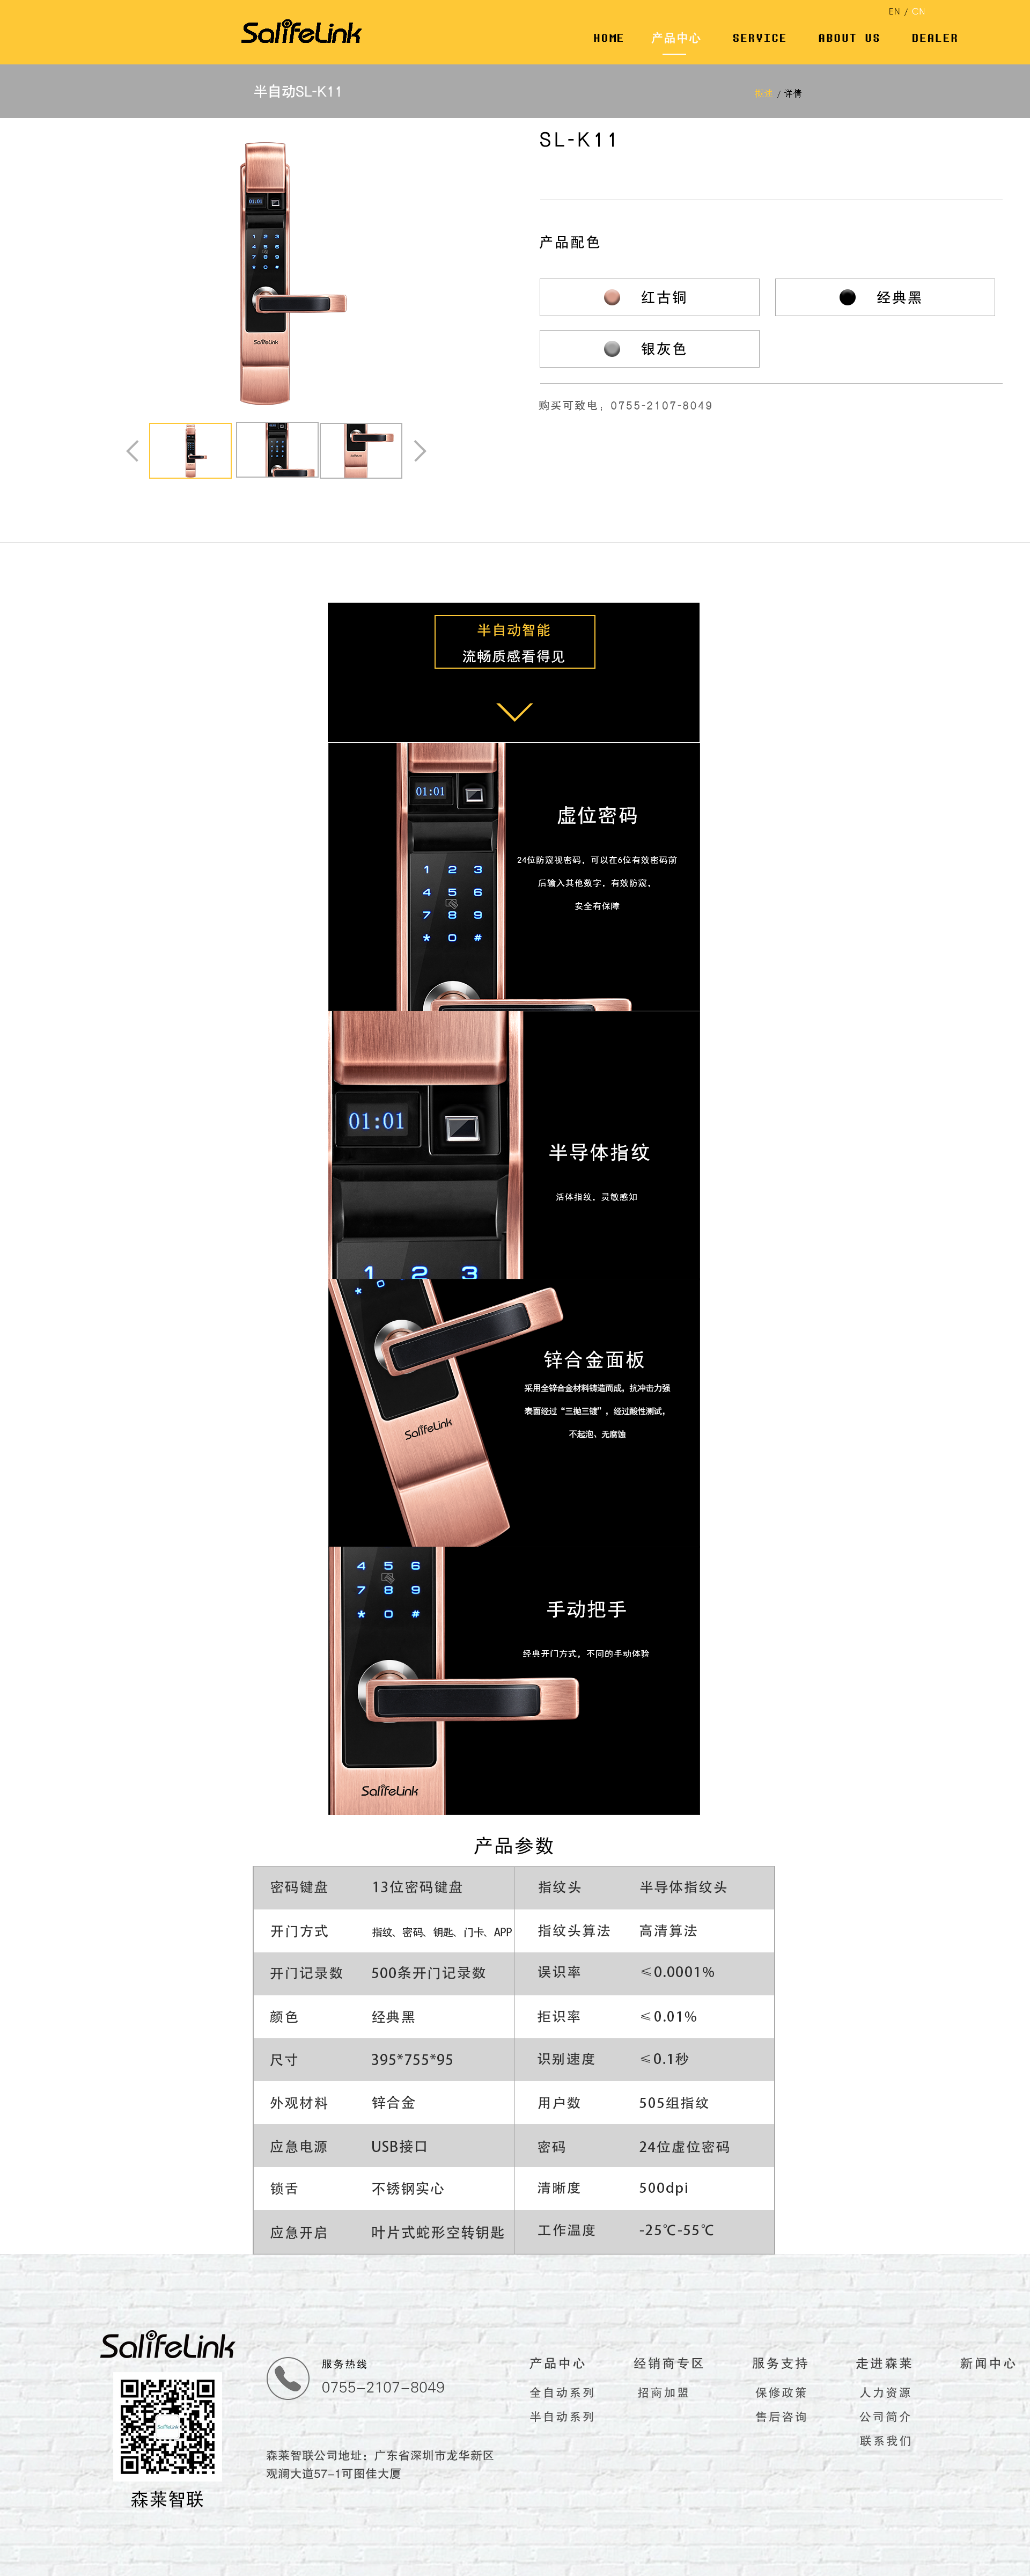 EN / CN
SalifeLink
HOME 产品中心 SERVICE ABOUT US DEALER
半自动SL-K11
概述 / 详情
SL-K11
01:01
1 2 3
4 5 6
7 8 9
* 0 #
SalifeLink
产品配色
红古铜 经典黑
银灰色
购买可致电，0755-2107-8049
半自动智能
流畅质感看得见
01:01
1 2 3
4 5 6
7 8 9
* 0 #
虚位密码
24位防窥视密码，可以在6位有效密码前
后输入其他数字，有效防窥，
安全有保障
01:01
1 2 3
半导体指纹
活体指纹，灵敏感知
* 0
SalifeLink
锌合金面板
采用全锌合金材料铸造而成，抗冲击力强
表面经过“三抛三镀”，经过酸性测试，
不起泡、无腐蚀
4 5 6
7 8 9
* 0 #
SalifeLink
手动把手
经典开门方式，不同的手动体验
产品参数
密码键盘 13位密码键盘 指纹头 半导体指纹头
开门方式 指纹、密码、钥匙、门卡、APP 指纹头算法 高清算法
开门记录数 500条开门记录数 误识率 ≤0.0001%
颜色 经典黑 拒识率 ≤0.01%
尺寸 395*755*95 识别速度 ≤0.1秒
外观材料 锌合金 用户数 505组指纹
应急电源 USB接口 密码 24位虚位密码
锁舌 不锈钢实心 清晰度 500dpi
应急开启 叶片式蛇形空转钥匙 工作温度 -25℃-55℃
SalifeLink
SalifeLink
森莱智联
服务热线
0755-2107-8049
森莱智联公司地址：广东省深圳市龙华新区
观澜大道57-1可图佳大厦
产品中心 经销商专区 服务支持 走进森莱 新闻中心
全自动系列 招商加盟 保修政策 人力资源
半自动系列 售后咨询 公司简介
联系我们